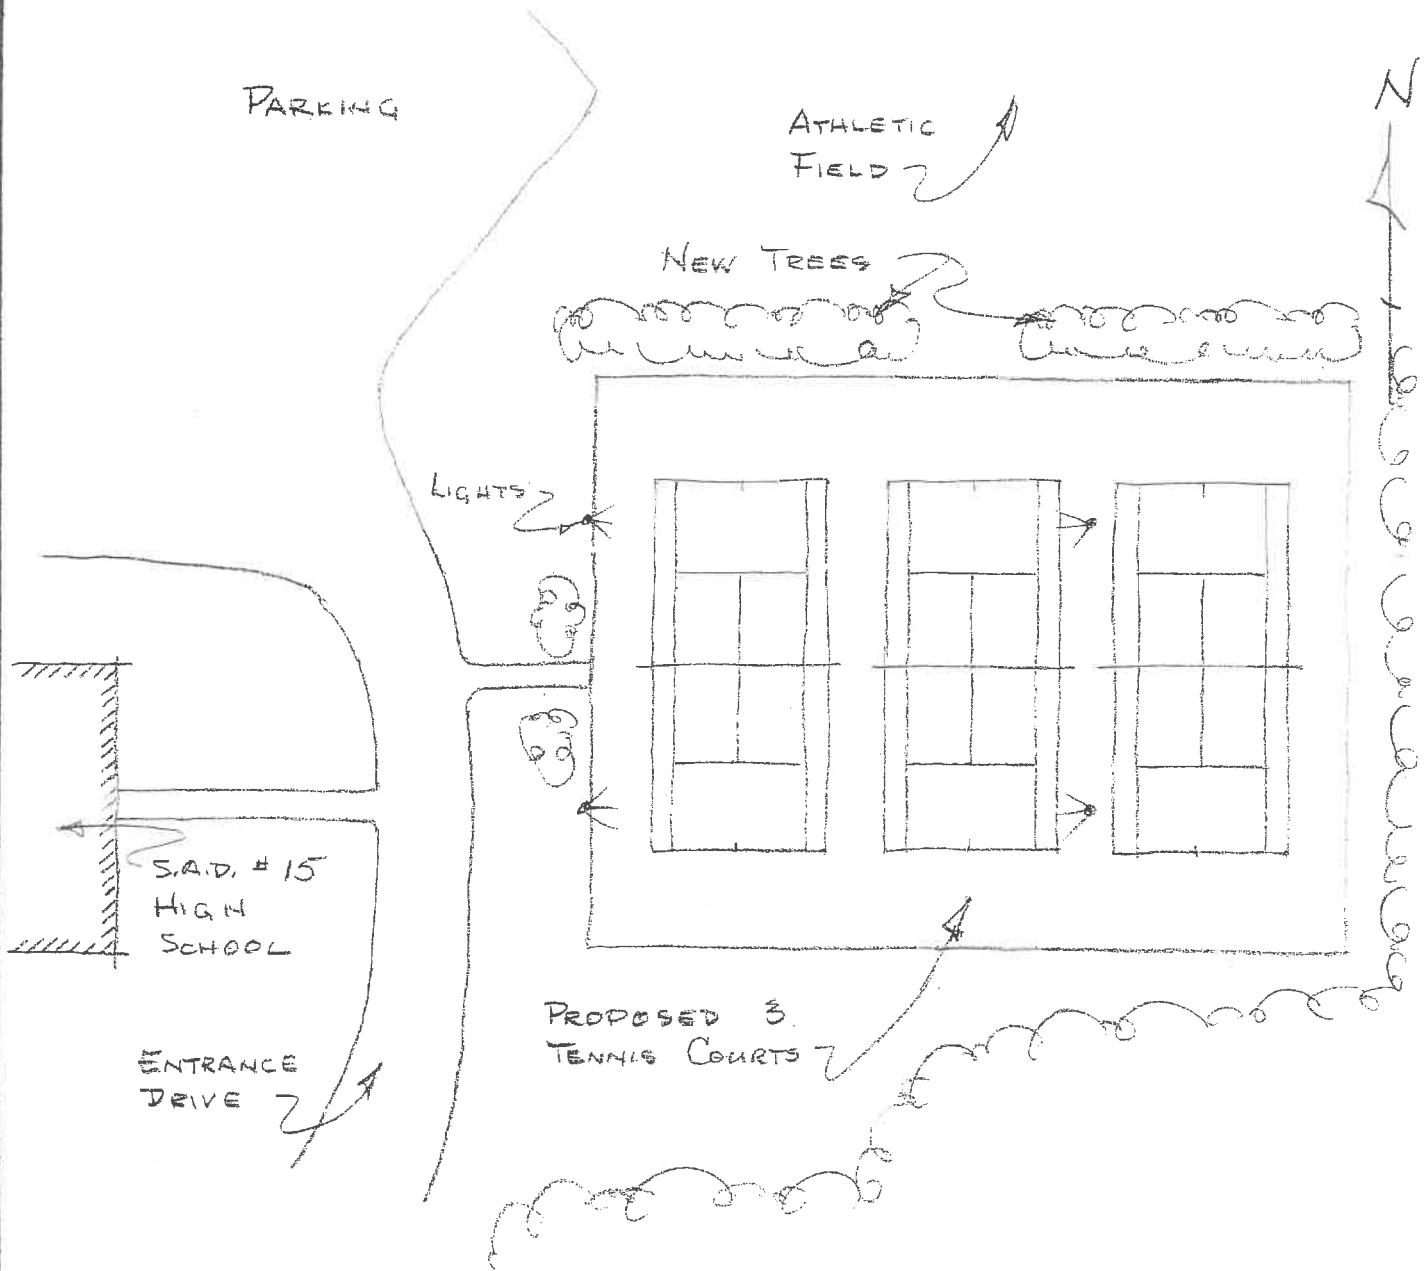 PARKING
ATHLETIC
FIELD
N
NEW TREES
LIGHTS
S.A.D. #15
HIGH
SCHOOL
PROPOSED 3
TENNIS COURTS
ENTRANCE
DRIVE